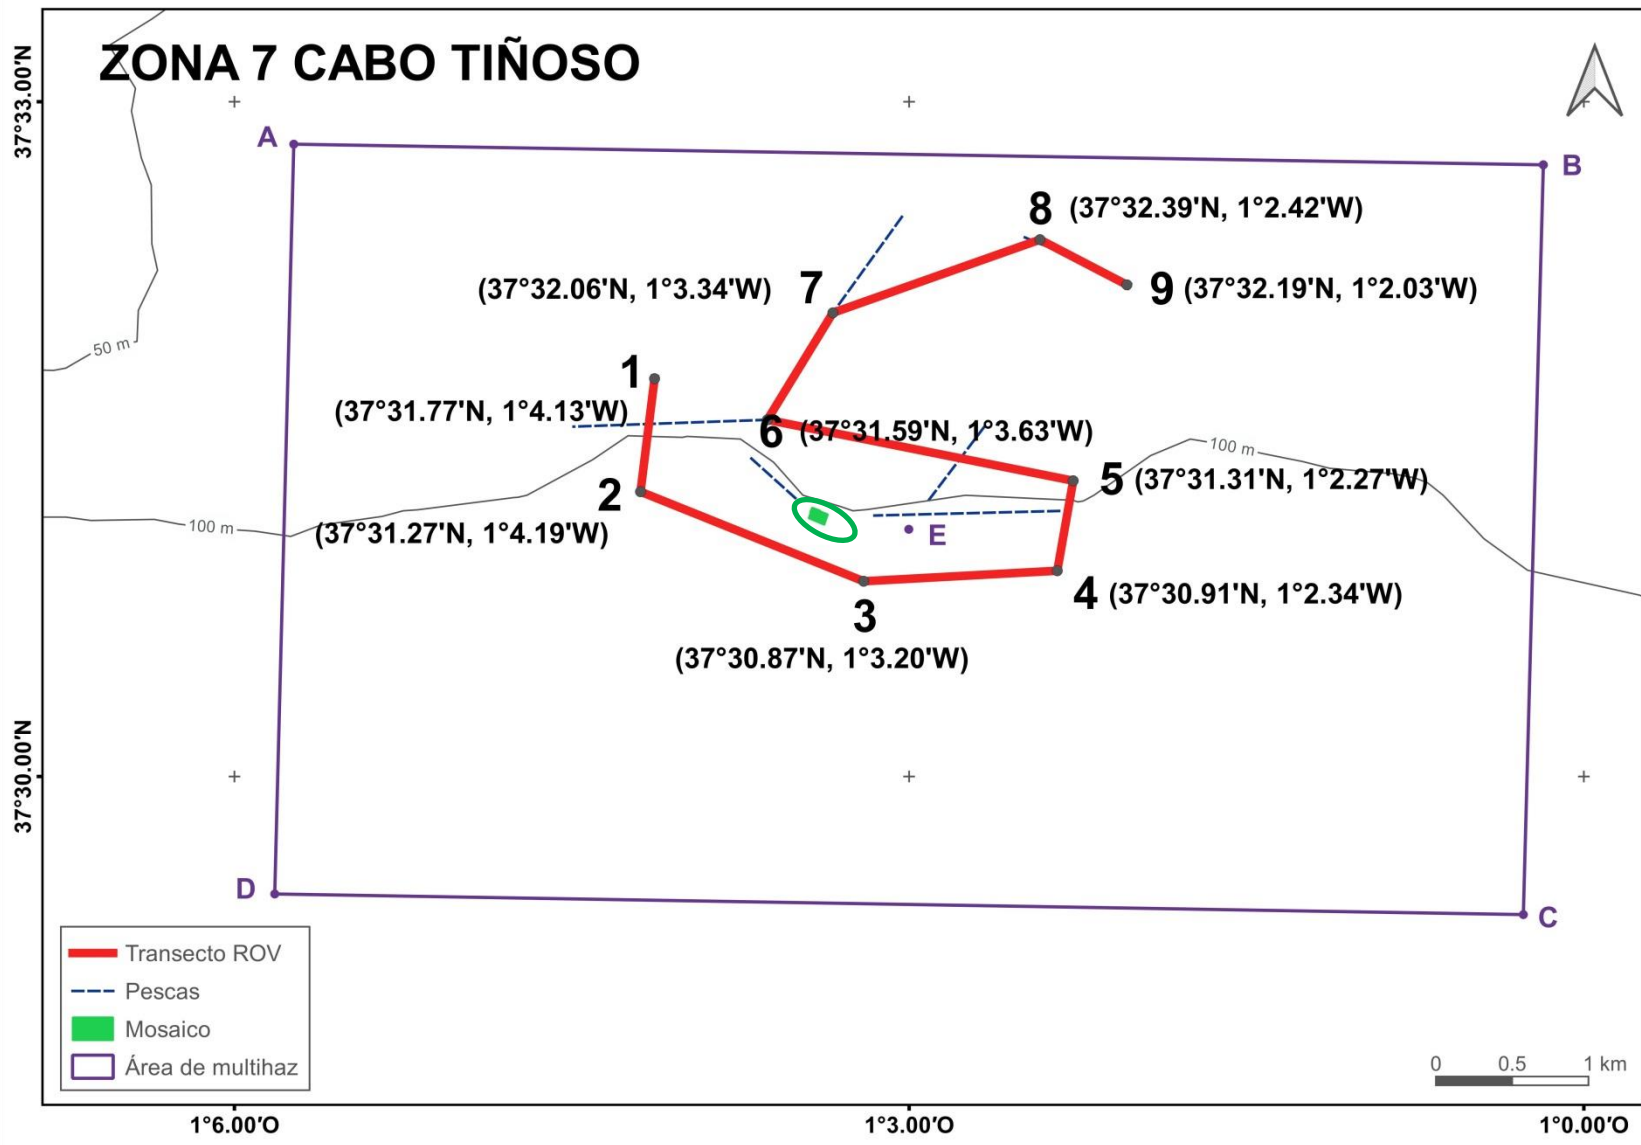 ZONA 7 CABO TIÑOSO
37°33.00'N
A
B
8 (37°32.39'N, 1°2.42'W)
(37°32.06'N, 1°3.34'W) 7
9 (37°32.19'N, 1°2.03'W)
50 m
1
(37°31.77'N, 1°4.13'W)
6 (37°31.59'N, 1°3.63'W)
100 m
5 (37°31.31'N, 1°2.27'W)
2
100 m
(37°31.27'N, 1°4.19'W)
E
4 (37°30.91'N, 1°2.34'W)
3
(37°30.87'N, 1°3.20'W)
37°30.00'N
D
C
Transecto ROV
Pescas
Mosaico
Área de multihaz
0 0.5 1 km
1°6.00'O 1°3.00'O 1°0.00'O